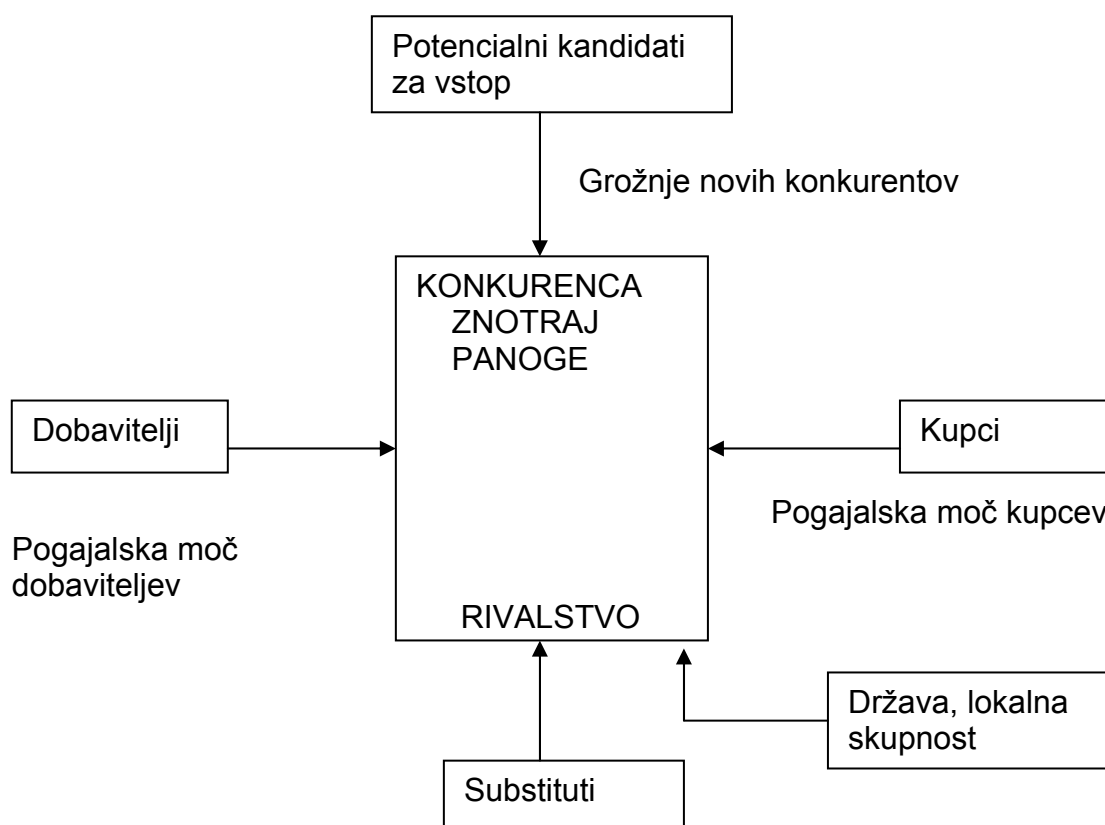 Potencialni kandidati
za vstop
Grožnje novih konkurentov
KONKURENCA
ZNOTRAJ
PANOGE
Dobavitelji
Kupci
Pogajalska moč kupcev
Pogajalska moč
dobaviteljev
RIVALSTVO
Država, lokalna
skupnost
Substituti